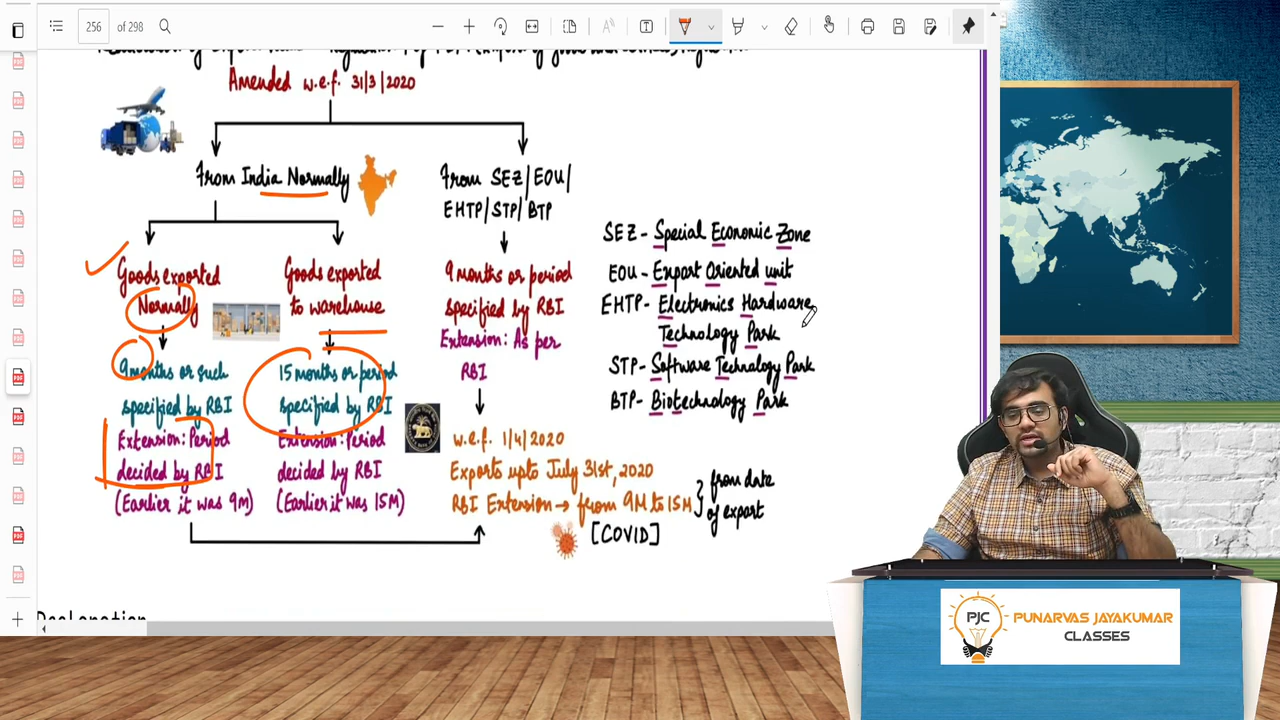 256 of 298
Amended w.e.f. 31/3/2020
From India Normally
From SEZ/EOU/
EHTP/STP/BTP
Goods exported
Normally
9 months or such
specified by RBI
Extension: Period
decided by RBI
(Earlier it was 9M)
Goods exported
to warehouse
15 months or period
specified by RBI
Extension: Period
decided by RBI
(Earlier it was 15M)
9 months or period
specified by RBI
Extension: As per
RBI
w.e.f. 1/4/2020
Exports upto July 31st, 2020
RBI Extension → from 9M to 15M
[COVID]
from date
of export
SEZ - Special Economic Zone
EOU - Export Oriented unit
EHTP - Electronics Hardware
Technology Park
STP - Software Technology Park
BTP - Biotechnology Park
PJC
PUNARVAS JAYAKUMAR
CLASSES